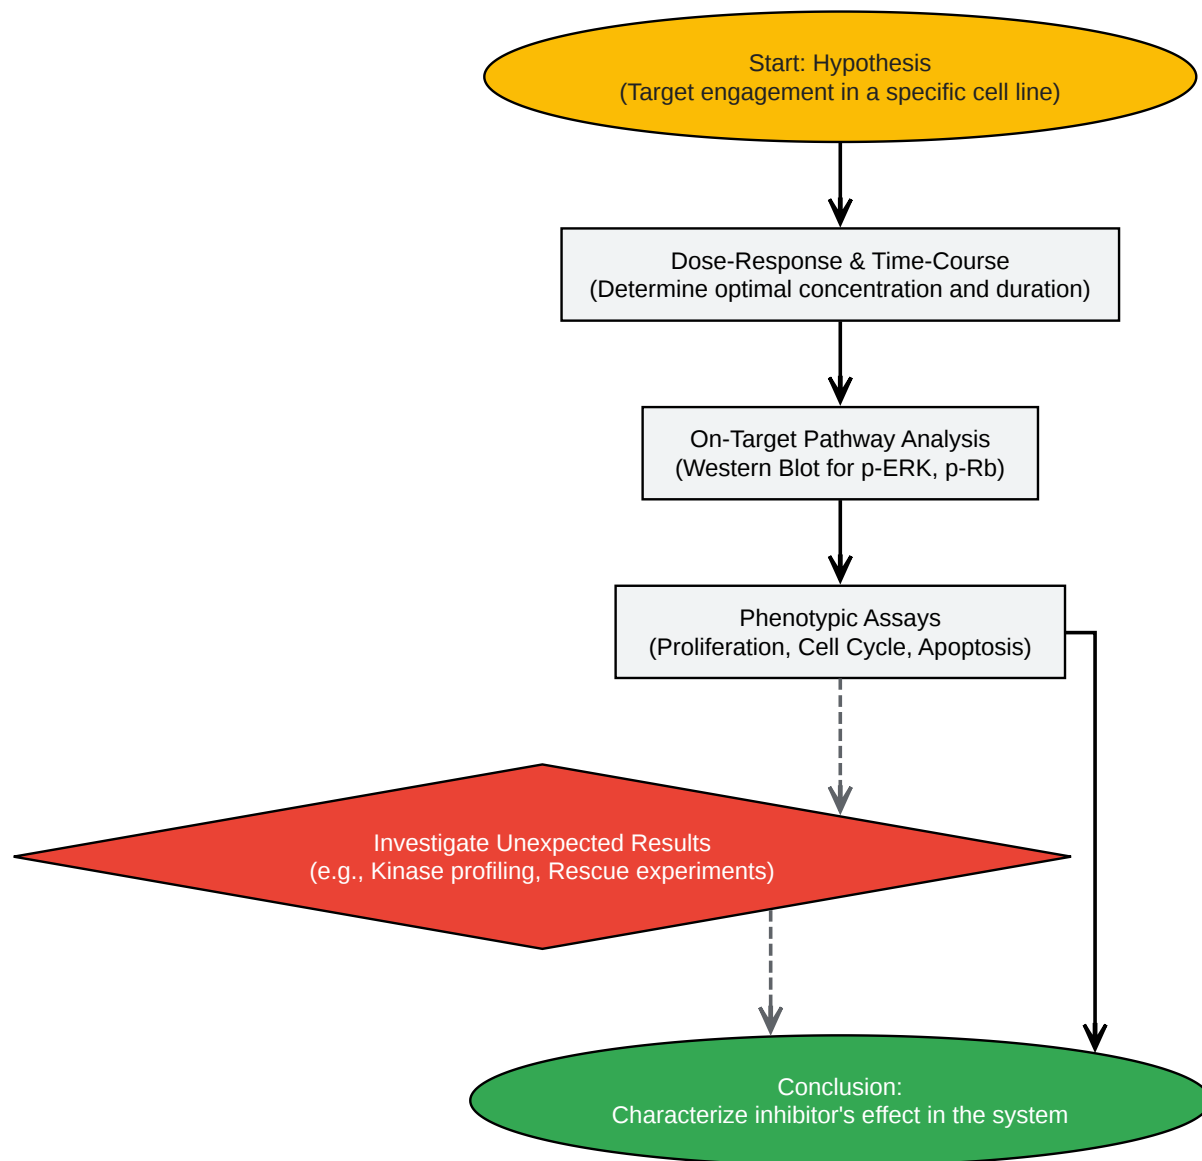 Start: Hypothesis
(Target engagement in a specific cell line)
Dose-Response & Time-Course
(Determine optimal concentration and duration)
On-Target Pathway Analysis
(Western Blot for p-ERK, p-Rb)
Phenotypic Assays
(Proliferation, Cell Cycle, Apoptosis)
Investigate Unexpected Results
(e.g., Kinase profiling, Rescue experiments)
Conclusion:
Characterize inhibitor's effect in the system